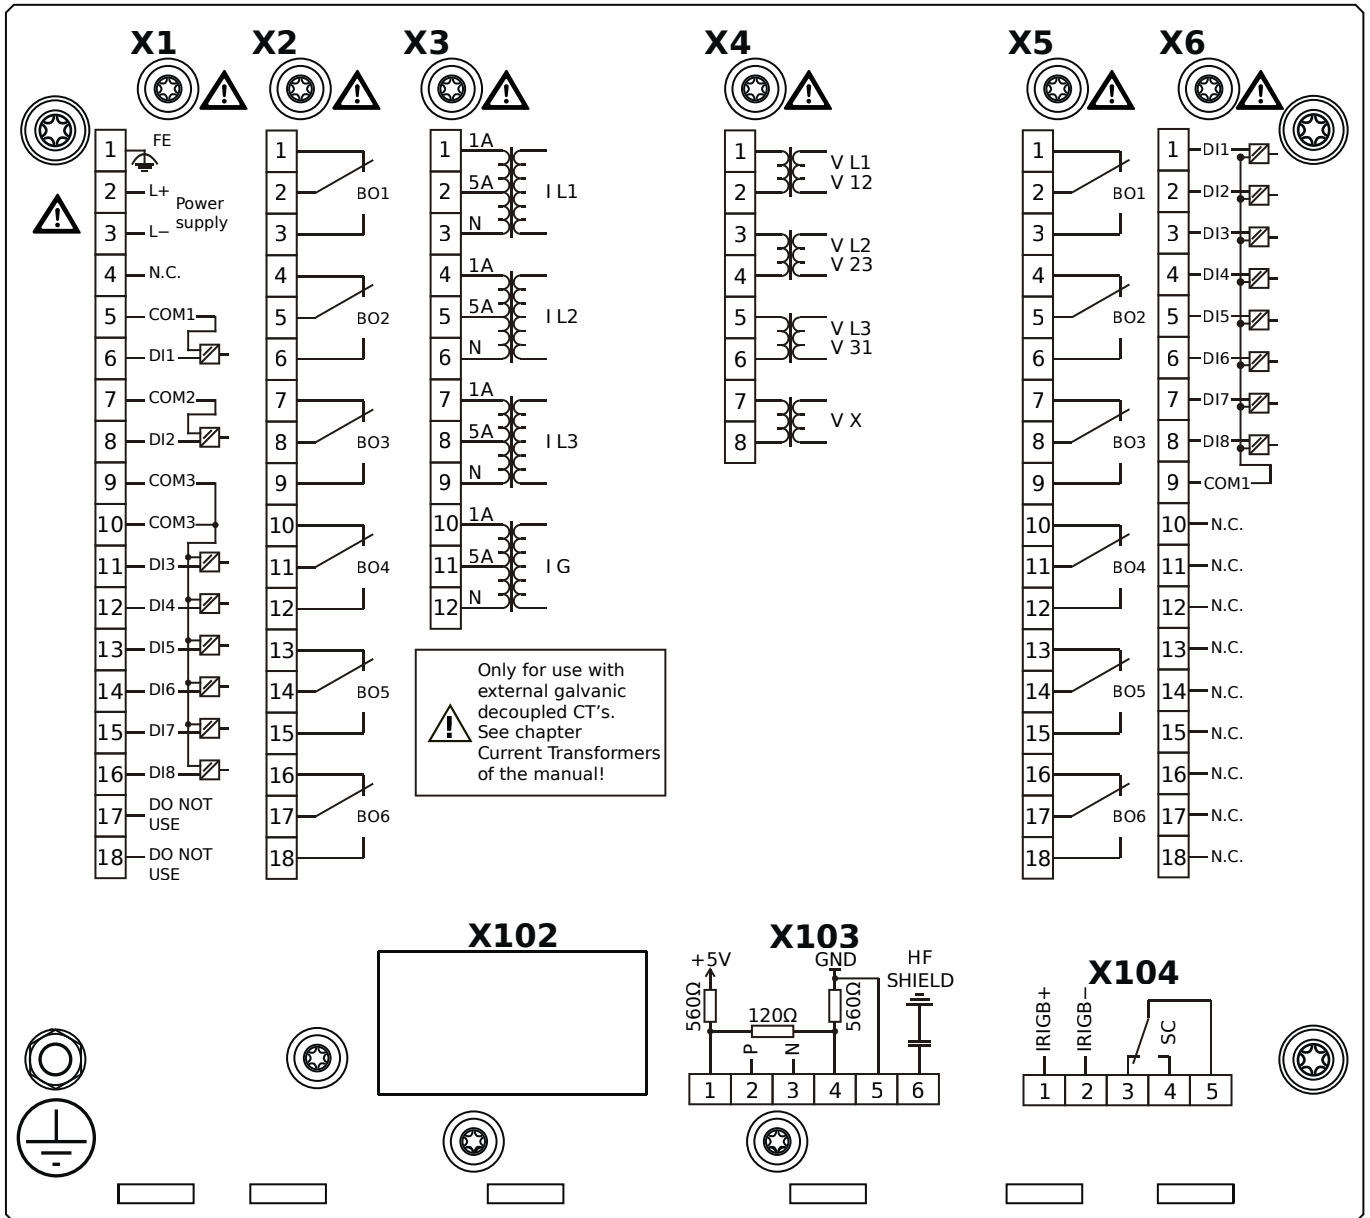 X1 X2 X3 X4 X5 X6
1 FE
2 L+
Power
supply
3 L−
4 N.C.
5 COM1
6 DI1
7 COM2
8 DI2
9 COM3
10 COM3
11 DI3
12 DI4
13 DI5
14 DI6
15 DI7
16 DI8
17 DO NOT
USE
18 DO NOT
USE
1
2 BO1
3
4
5 BO2
6
7
8 BO3
9
10
11 BO4
12
13
14 BO5
15
16
17 BO6
18
1 1A
2 5A I L1
3 N
4 1A
5 5A I L2
6 N
7 1A
8 5A I L3
9 N
10 1A
11 5A I G
12 N
Only for use with
external galvanic
decoupled CT's.
See chapter
Current Transformers
of the manual!
1 V L1
2 V 12
3 V L2
4 V 23
5 V L3
6 V 31
7 V X
8
1
2 BO1
3
4
5 BO2
6
7
8 BO3
9
10
11 BO4
12
13
14 BO5
15
16
17 BO6
18
1 DI1
2 DI2
3 DI3
4 DI4
5 DI5
6 DI6
7 DI7
8 DI8
9 COM1
10 N.C.
11 N.C.
12 N.C.
13 N.C.
14 N.C.
15 N.C.
16 N.C.
17 N.C.
18 N.C.
X102
X103
+5V GND HF
SHIELD
560Ω 120Ω 560Ω
P N
1 2 3 4 5 6
X104
IRIGB+ IRIGB− SC
1 2 3 4 5